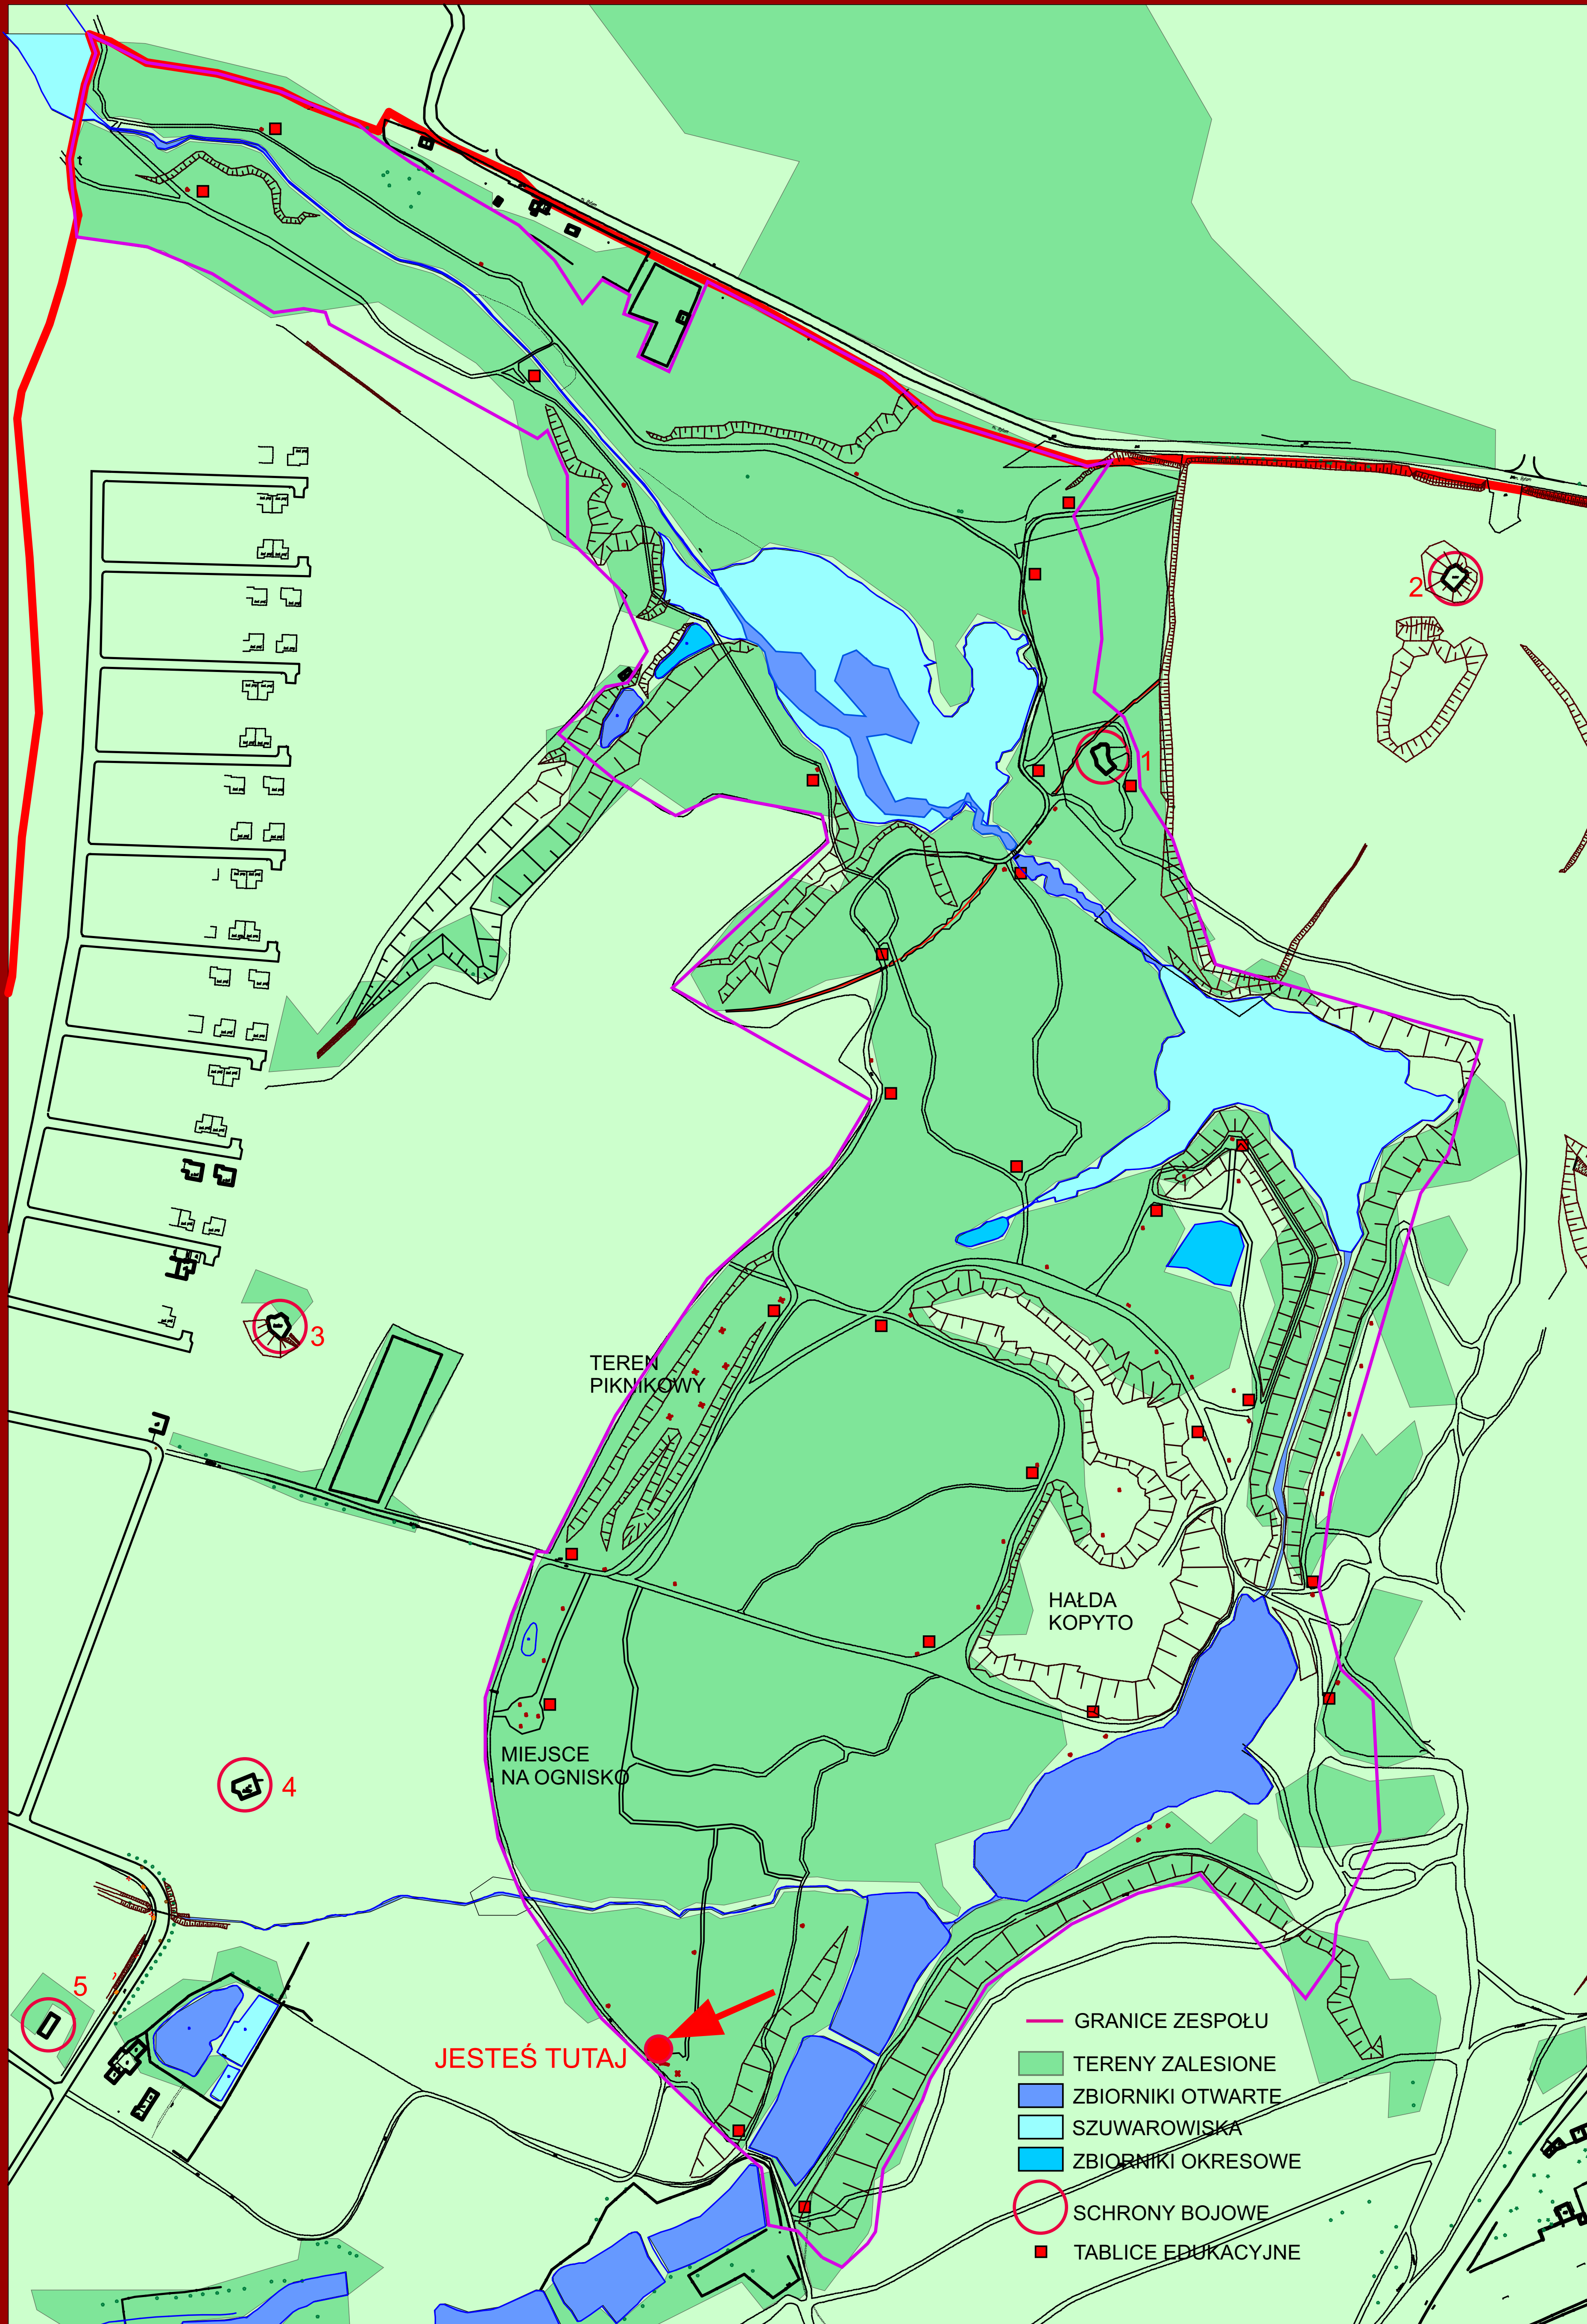 2
1
3
TEREN
PIKNIKOWY
HAŁDA
KOPYTO
MIEJSCE
NA OGNISKO
4
5
JESTEŚ TUTAJ
GRANICE ZESPOŁU
TERENY ZALESIONE
ZBIORNIKI OTWARTE
SZUWAROWISKA
ZBIORNIKI OKRESOWE
SCHRONY BOJOWE
TABLICE EDUKACYJNE